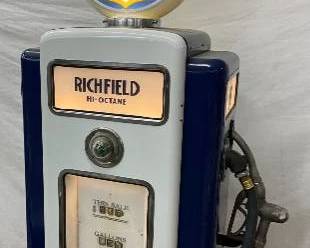 RICHFIELD
HI-OCTANE
THIS SALE
GALLONS